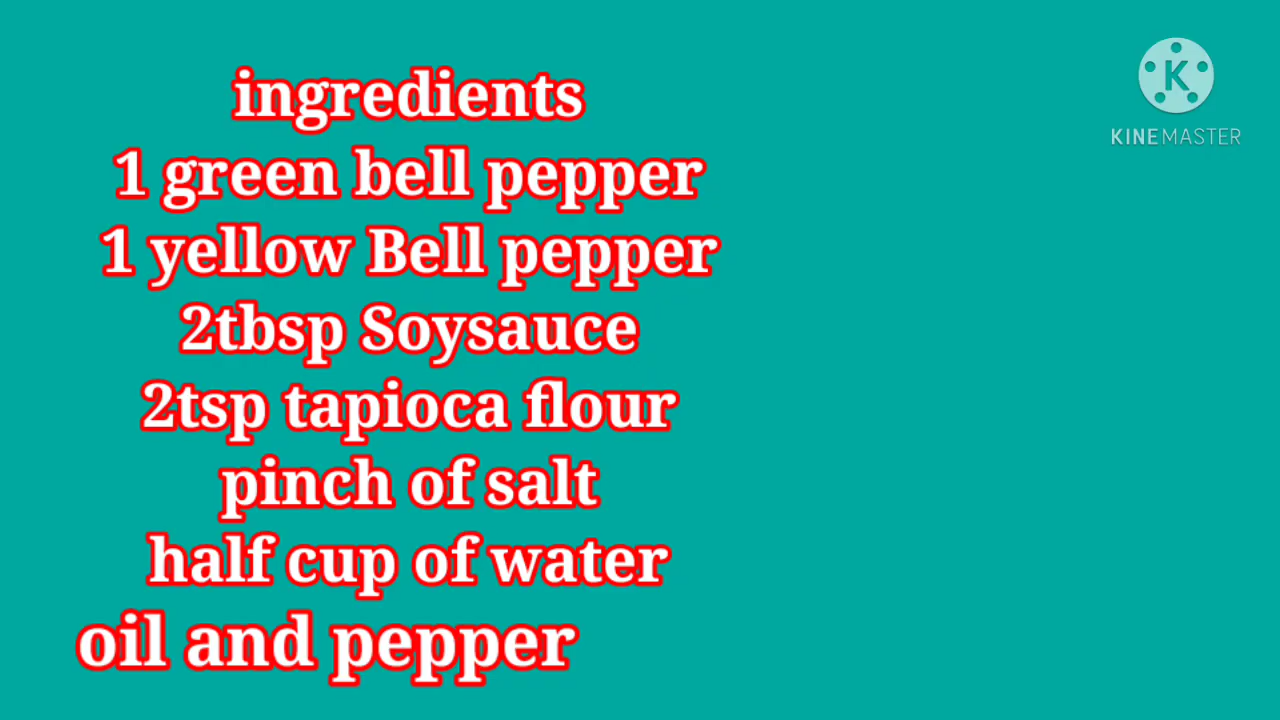 ingredients
1 green bell pepper
1 yellow Bell pepper
2tbsp Soysauce
2tsp tapioca flour
pinch of salt
half cup of water
oil and pepper
K
KINEMASTER